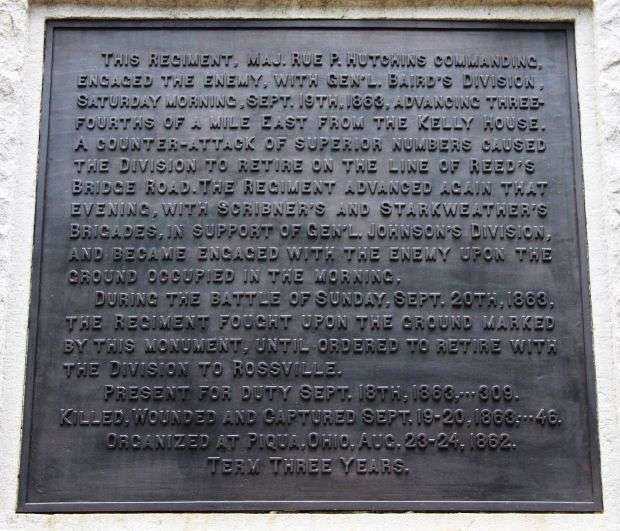 This Regiment, Maj. Rue P. Hutchins commanding,
engaged the enemy, with Gen'l. Baird's Division,
Saturday morning, Sept. 19th, 1863, advancing three-
fourths of a mile East from the Kelly House.
A counter-attack of superior numbers caused
the Division to retire on the line of Reed's
Bridge Road. The Regiment advanced again that
evening, with Scribner's and Starkweather's
Brigades, in support of Gen'l. Johnson's Division,
and became engaged with the enemy upon the
ground occupied in the morning.
During the battle of Sunday, Sept. 20th, 1863,
the Regiment fought upon the ground marked
by this monument, until ordered to retire with
the Division to Rossville.
Present for duty Sept. 18th, 1863,...309.
Killed, Wounded and Captured Sept. 19-20, 1863,...46.
Organized at Piqua, Ohio, Aug. 23-24, 1862.
Term Three Years.